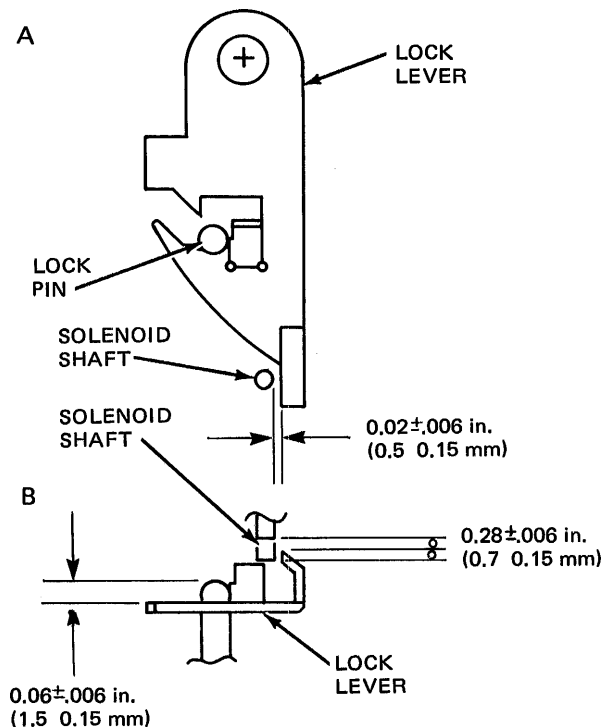 A
LOCK
LEVER
LOCK
PIN
SOLENOID
SHAFT
SOLENOID
SHAFT
0.02±.006 in.
(0.5 0.15 mm)
B
0.28±.006 in.
(0.7 0.15 mm)
LOCK
LEVER
0.06±.006 in.
(1.5 0.15 mm)